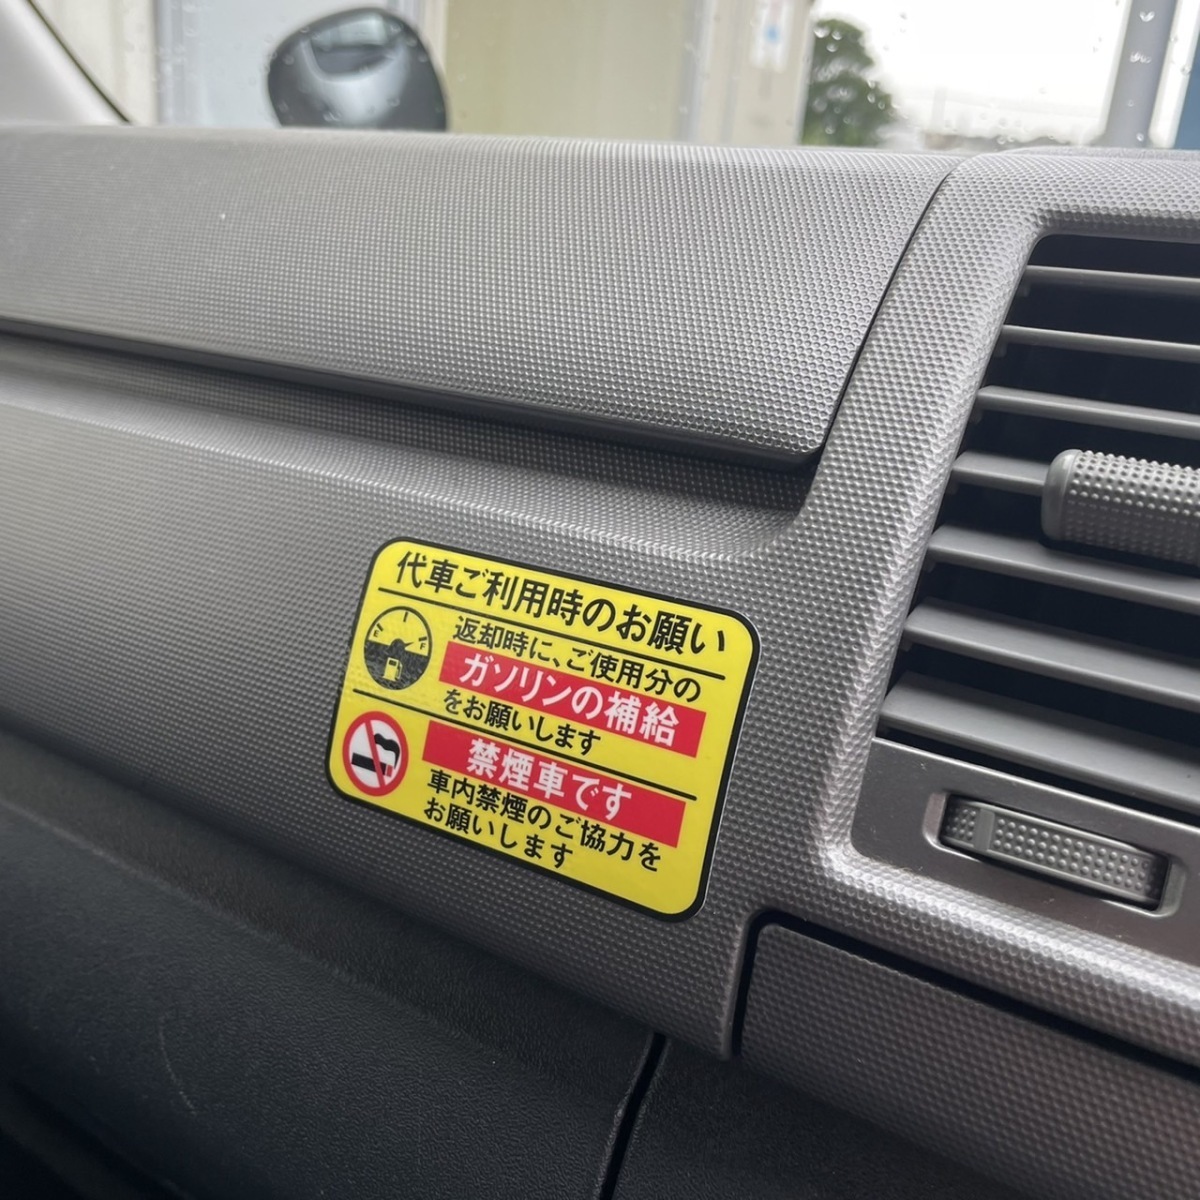 代車ご利用時のお願い
返却時に、ご使用分の
ガソリンの補給
をお願いします
禁煙車です
車内禁煙のご協力を
お願いします
E
F